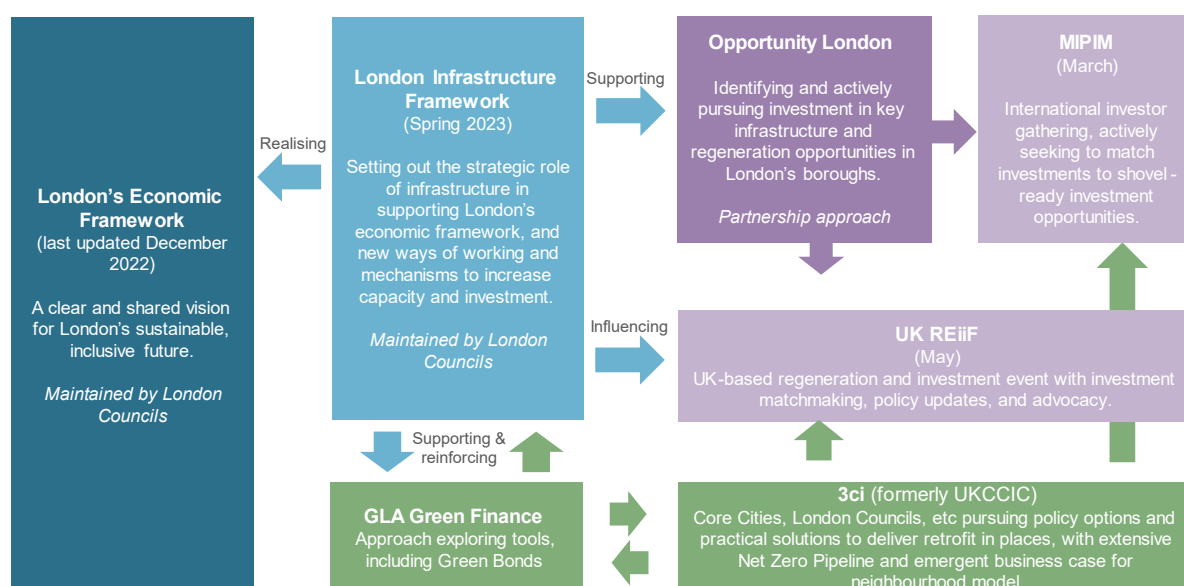 London's Economic
Framework
(last updated December
2022)
A clear and shared vision
for London's sustainable,
inclusive future.
Maintained by London
Councils
Realising
London Infrastructure
Framework
(Spring 2023)
Setting out the strategic role
of infrastructure in
supporting London's
economic framework, and
new ways of working and
mechanisms to increase
capacity and investment.
Maintained by London
Councils
Supporting
Opportunity London
Identifying and actively
pursuing investment in key
infrastructure and
regeneration opportunities in
London's boroughs.
Partnership approach
MIPIM
(March)
International investor
gathering, actively
seeking to match
investments to shovel-
ready investment
opportunities.
Influencing
UK REiiF
(May)
UK-based regeneration and investment event with investment
matchmaking, policy updates, and advocacy.
Supporting &
reinforcing
GLA Green Finance
Approach exploring tools,
including Green Bonds
3ci (formerly UKCCIC)
Core Cities, London Councils, etc pursuing policy options and
practical solutions to deliver retrofit in places, with extensive
Net Zero Pipeline and emergent business case for
neighbourhood model